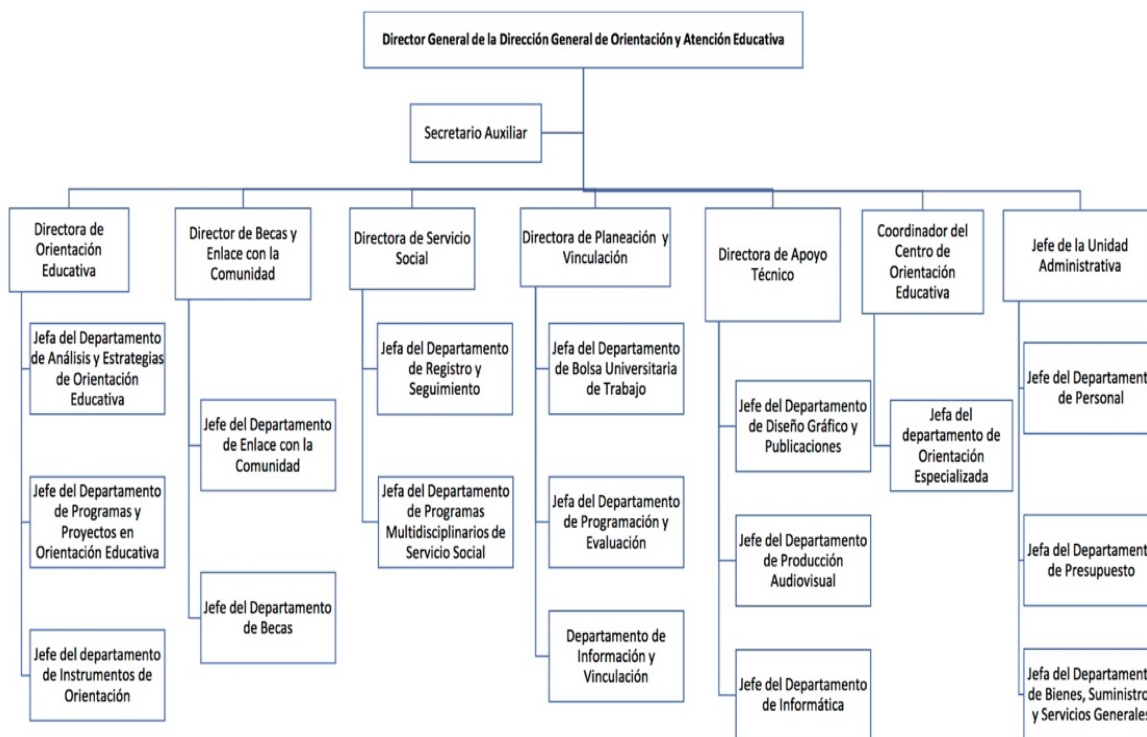 Director General de la Dirección General de Orientación y Atención Educativa
Secretario Auxiliar
Directora de
Orientación
Educativa
Director de Becas y
Enlace con la
Comunidad
Directora de Servicio
Social
Directora de Planeación y
Vinculación
Directora de Apoyo
Técnico
Coordinador del
Centro de
Orientación
Educativa
Jefe de la Unidad
Administrativa
Jefa del Departamento
de Análisis y Estrategias
de Orientación
Educativa
Jefe del Departamento
de Programas y
Proyectos en
Orientación Educativa
Jefe del departamento
de Instrumentos de
Orientación
Jefe del Departamento
de Enlace con la
Comunidad
Jefe del Departamento
de Becas
Jefa del Departamento
de Registro y
Seguimiento
Jefa del Departamento
de Programas
Multidisciplinarios de
Servicio Social
Jefa del Departamento
de Bolsa Universitaria
de Trabajo
Jefa del Departamento
de Programación y
Evaluación
Departamento de
Información y
Vinculación
Jefe del Departamento
de Diseño Gráfico y
Publicaciones
Jefe del Departamento
de Producción
Audiovisual
Jefe del Departamento
de Informática
Jefa del
departamento de
Orientación
Especializada
Jefe del Departament
de Personal
Jefa del Departament
de Presupuesto
Jefa del Departament
de Bienes, Suministro
y Servicios Generales